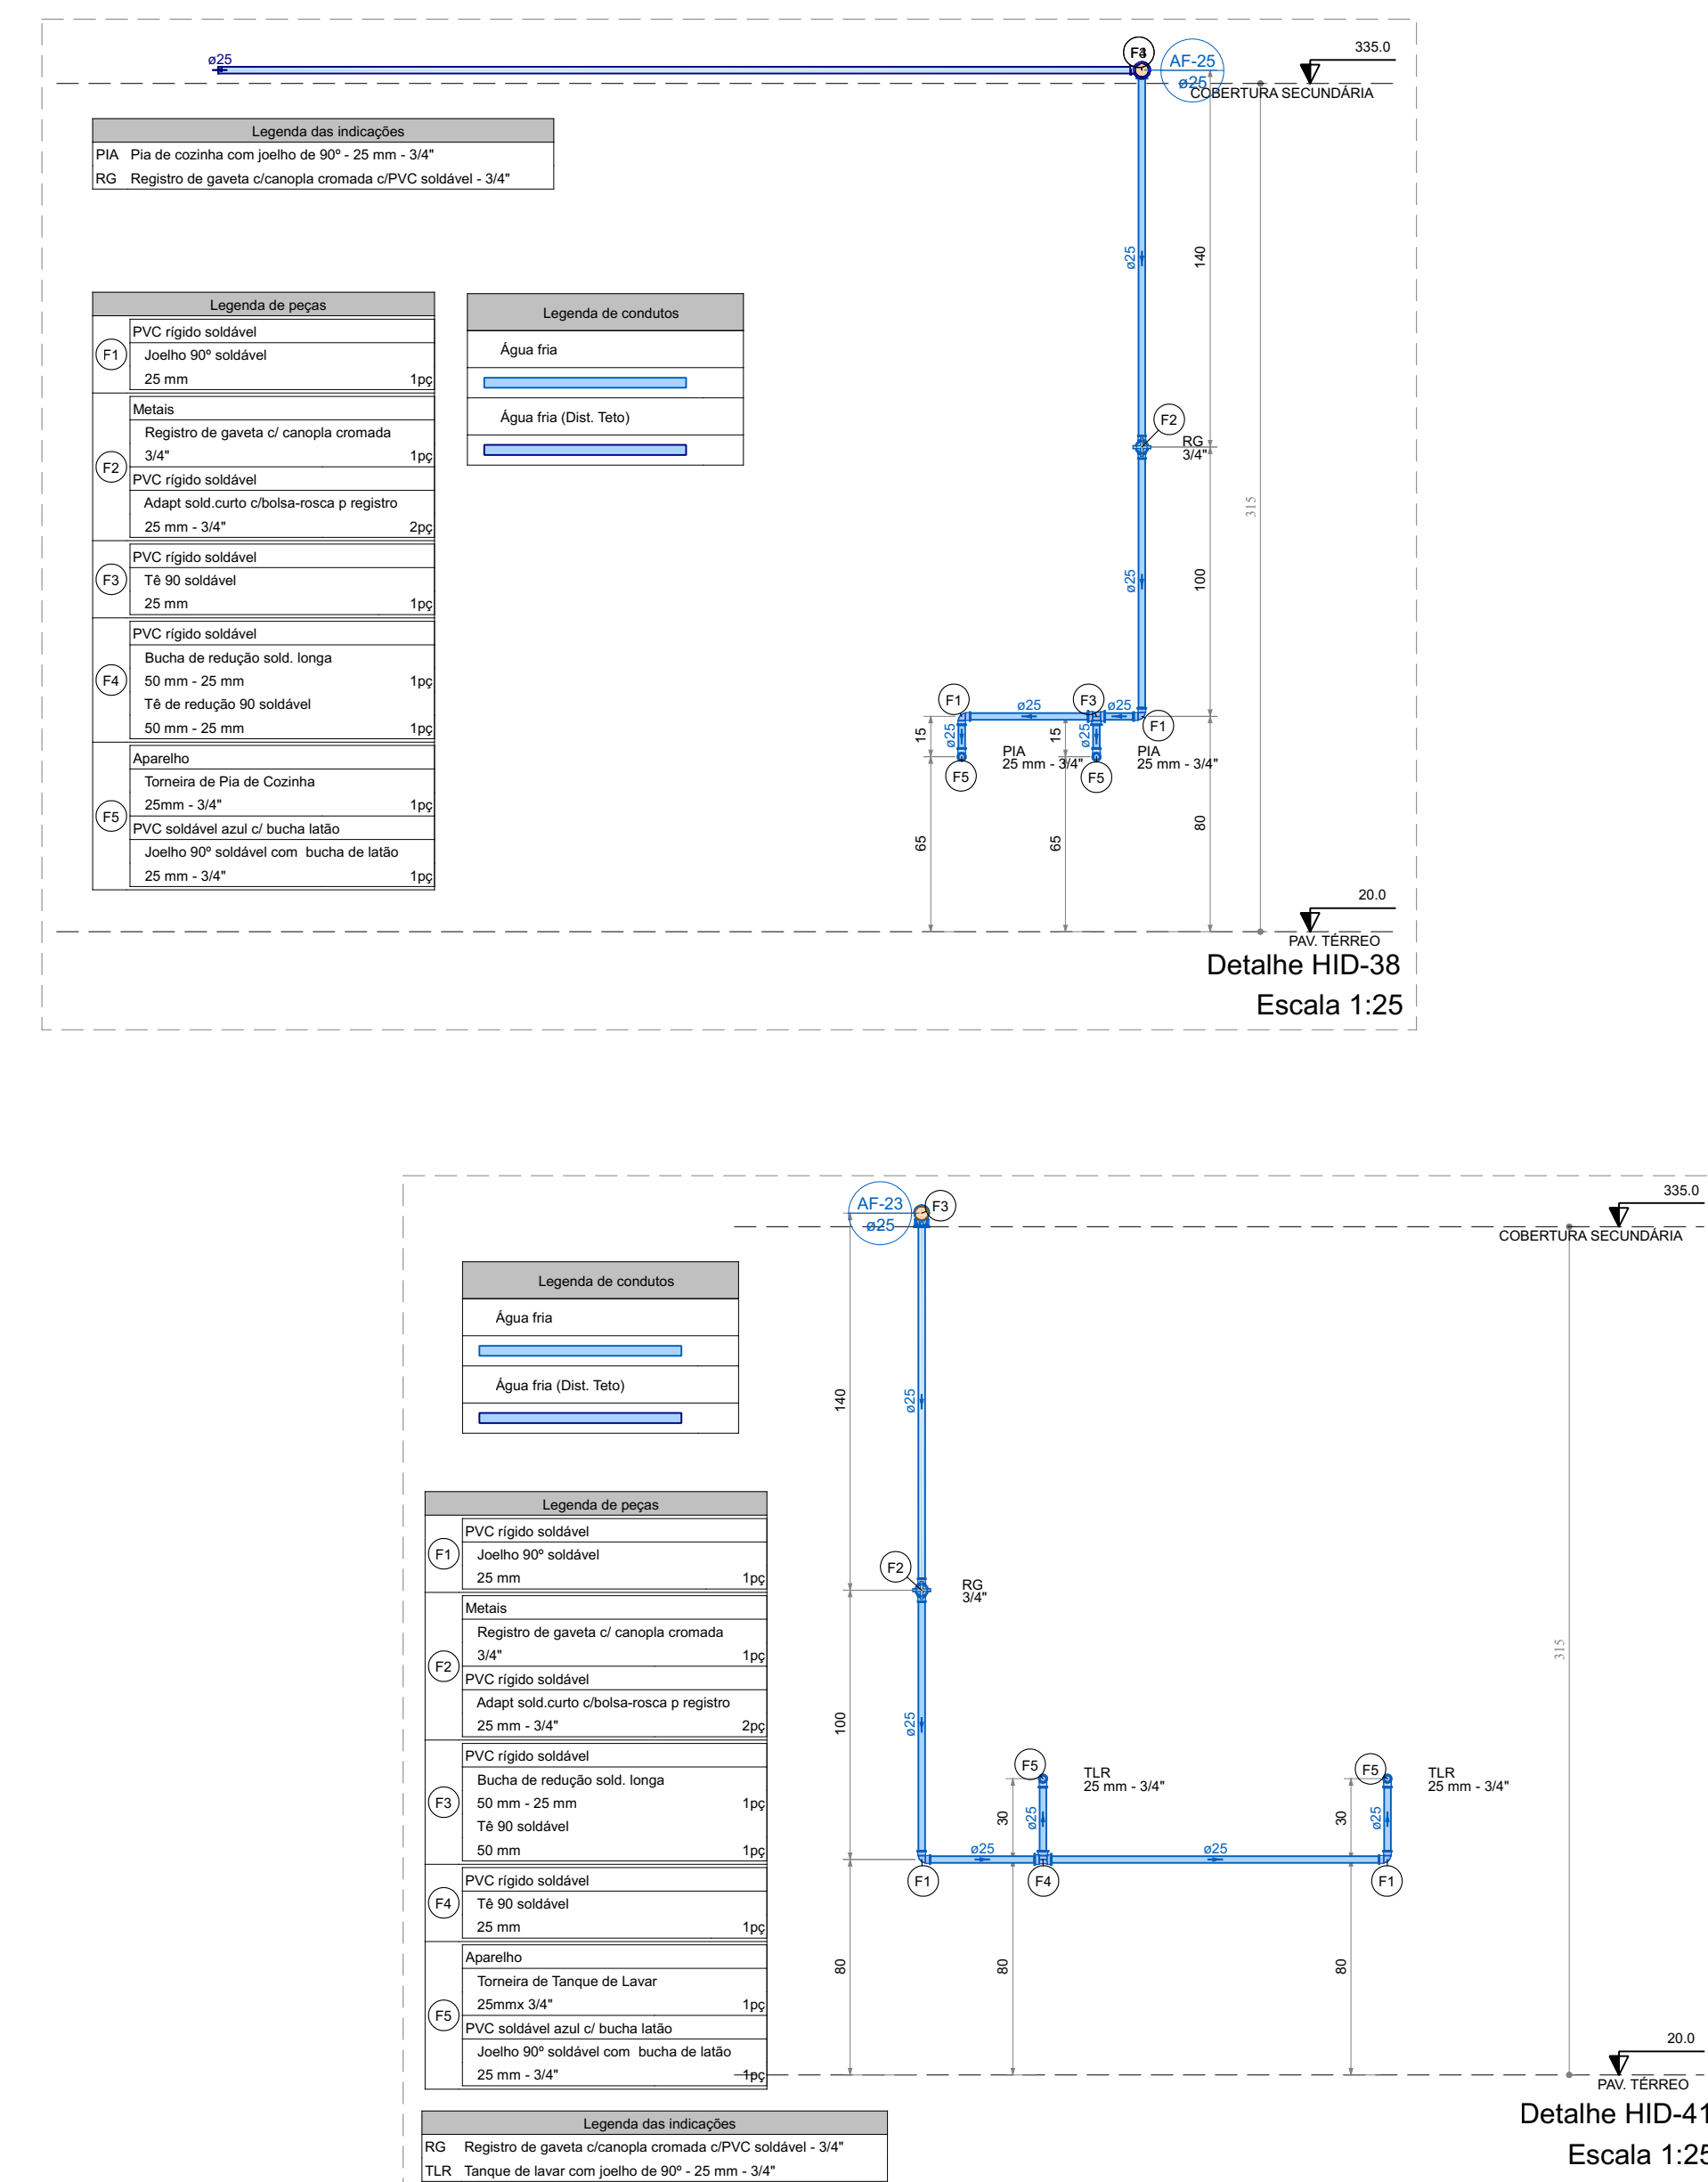 ø25
F3
AF-25
ø25
335.0
COBERTURA SECUNDÁRIA
Legenda das indicações
PIA Pia de cozinha com joelho de 90º - 25 mm - 3/4"
RG Registro de gaveta c/canopla cromada c/PVC soldável - 3/4"
Legenda de peças
F1
PVC rígido soldável
Joelho 90º soldável
25 mm 1pç
F2
Metais
Registro de gaveta c/ canopla cromada
3/4" 1pç
PVC rígido soldável
Adapt sold.curto c/bolsa-rosca p registro
25 mm - 3/4" 2pç
F3
PVC rígido soldável
Tê 90 soldável
25 mm 1pç
F4
PVC rígido soldável
Bucha de redução sold. longa
50 mm - 25 mm 1pç
Tê de redução 90 soldável
50 mm - 25 mm 1pç
F5
Aparelho
Torneira de Pia de Cozinha
25mm - 3/4" 1pç
PVC soldável azul c/ bucha latão
Joelho 90º soldável com bucha de latão
25 mm - 3/4" 1pç
Legenda de condutos
Água fria
Água fria (Dist. Teto)
ø25
140
F2
RG
3/4"
315
ø25
100
F1
ø25
F3
ø25
F1
15
ø25
15
ø25
PIA
25 mm - 3/4"
PIA
25 mm - 3/4"
F5
F5
65
65
80
20.0
PAV. TÉRREO
Detalhe HID-38
Escala 1:25
AF-23
ø25
F3
335.0
COBERTURA SECUNDÁRIA
Legenda de condutos
Água fria
Água fria (Dist. Teto)
140
ø25
Legenda de peças
F1
PVC rígido soldável
Joelho 90º soldável
25 mm 1pç
F2
Metais
Registro de gaveta c/ canopla cromada
3/4" 1pç
PVC rígido soldável
Adapt sold.curto c/bolsa-rosca p registro
25 mm - 3/4" 2pç
F3
PVC rígido soldável
Bucha de redução sold. longa
50 mm - 25 mm 1pç
Tê 90 soldável
50 mm 1pç
F4
PVC rígido soldável
Tê 90 soldável
25 mm 1pç
F5
Aparelho
Torneira de Tanque de Lavar
25mmx 3/4" 1pç
PVC soldável azul c/ bucha latão
Joelho 90º soldável com bucha de latão
25 mm - 3/4" 1pç
F2
RG
3/4"
315
100
ø25
F5
TLR
25 mm - 3/4"
F5
TLR
25 mm - 3/4"
30
ø25
30
ø25
ø25
ø25
F1
F4
F1
80
80
80
20.0
PAV. TÉRREO
Detalhe HID-41
Escala 1:25
Legenda das indicações
RG Registro de gaveta c/canopla cromada c/PVC soldável - 3/4"
TLR Tanque de lavar com joelho de 90º - 25 mm - 3/4"